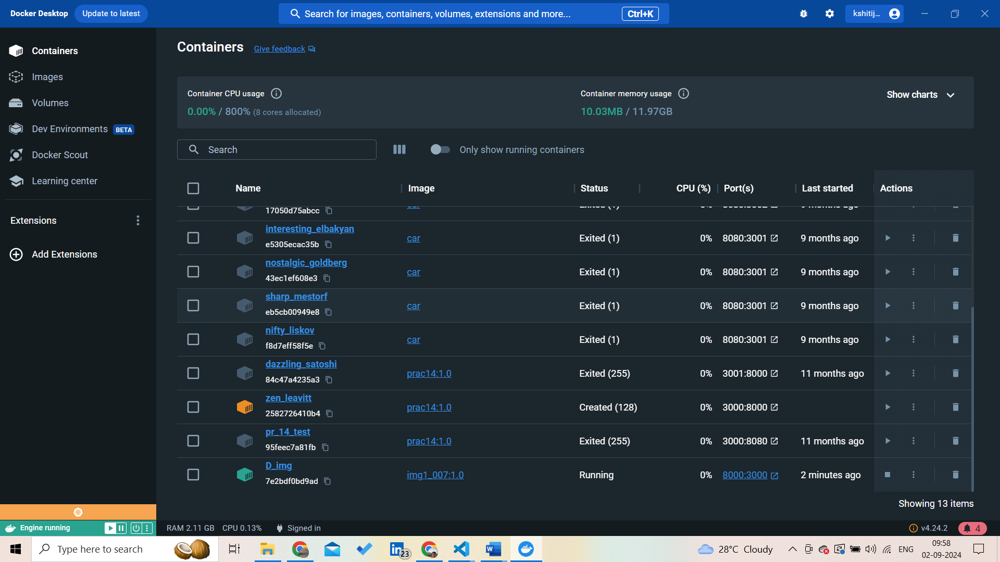 Docker Desktop Update to latest Search for images, containers, volumes, extensions and more... Ctrl+K kshitij...
Containers
Images
Volumes
Dev Environments BETA
Docker Scout
Learning center
Extensions
Add Extensions
Containers Give feedback
Container CPU usage
0.00% / 800% (8 cores allocated)
Container memory usage
10.03MB / 11.97GB
Show charts
Search Only show running containers
Name Image Status CPU (%) Port(s) Last started Actions
17050d75abcc
interesting_elbakyan
e5305ecac35b car Exited (1) 0% 8080:3001 9 months ago
nostalgic_goldberg
43ec1ef608e3 car Exited (1) 0% 8080:3001 9 months ago
sharp_mestorf
eb5cb00949e8 car Exited (1) 0% 8080:3001 9 months ago
nifty_liskov
f8d7eff58f5e car Exited (1) 0% 8080:3001 9 months ago
dazzling_satoshi
84c47a4235a3 prac14:1.0 Exited (255) 0% 3001:8000 11 months ago
zen_leavitt
2582726410b4 prac14:1.0 Created (128) 0% 3000:8000
pr_14_test
95feec7a81fb prac14:1.0 Exited (255) 0% 3000:8080 11 months ago
D_img
7e2bdf0bd9ad img1_007:1.0 Running 0% 8000:3000 2 minutes ago
Showing 13 items
Engine running RAM 2.11 GB CPU 0.13% Signed in v4.24.2 4
Type here to search 23 28°C Cloudy ENG 09:58
02-09-2024